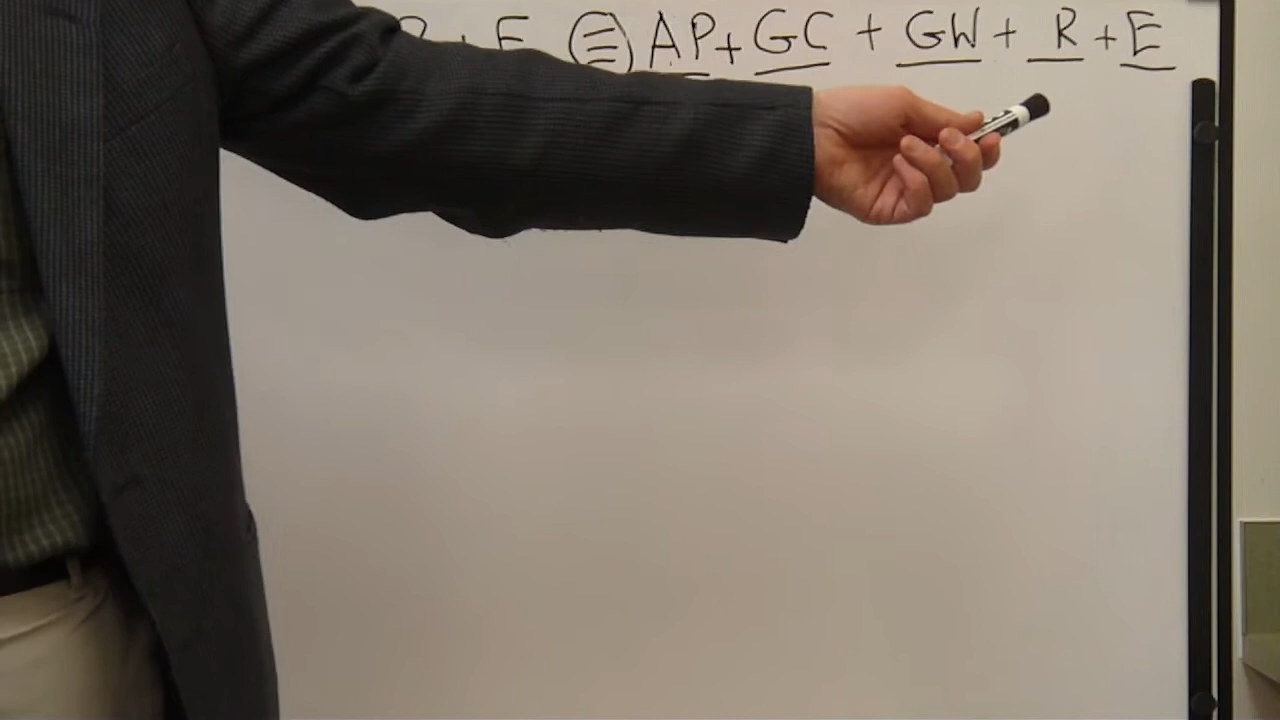 + E (=) AP + GC + GW + R + E